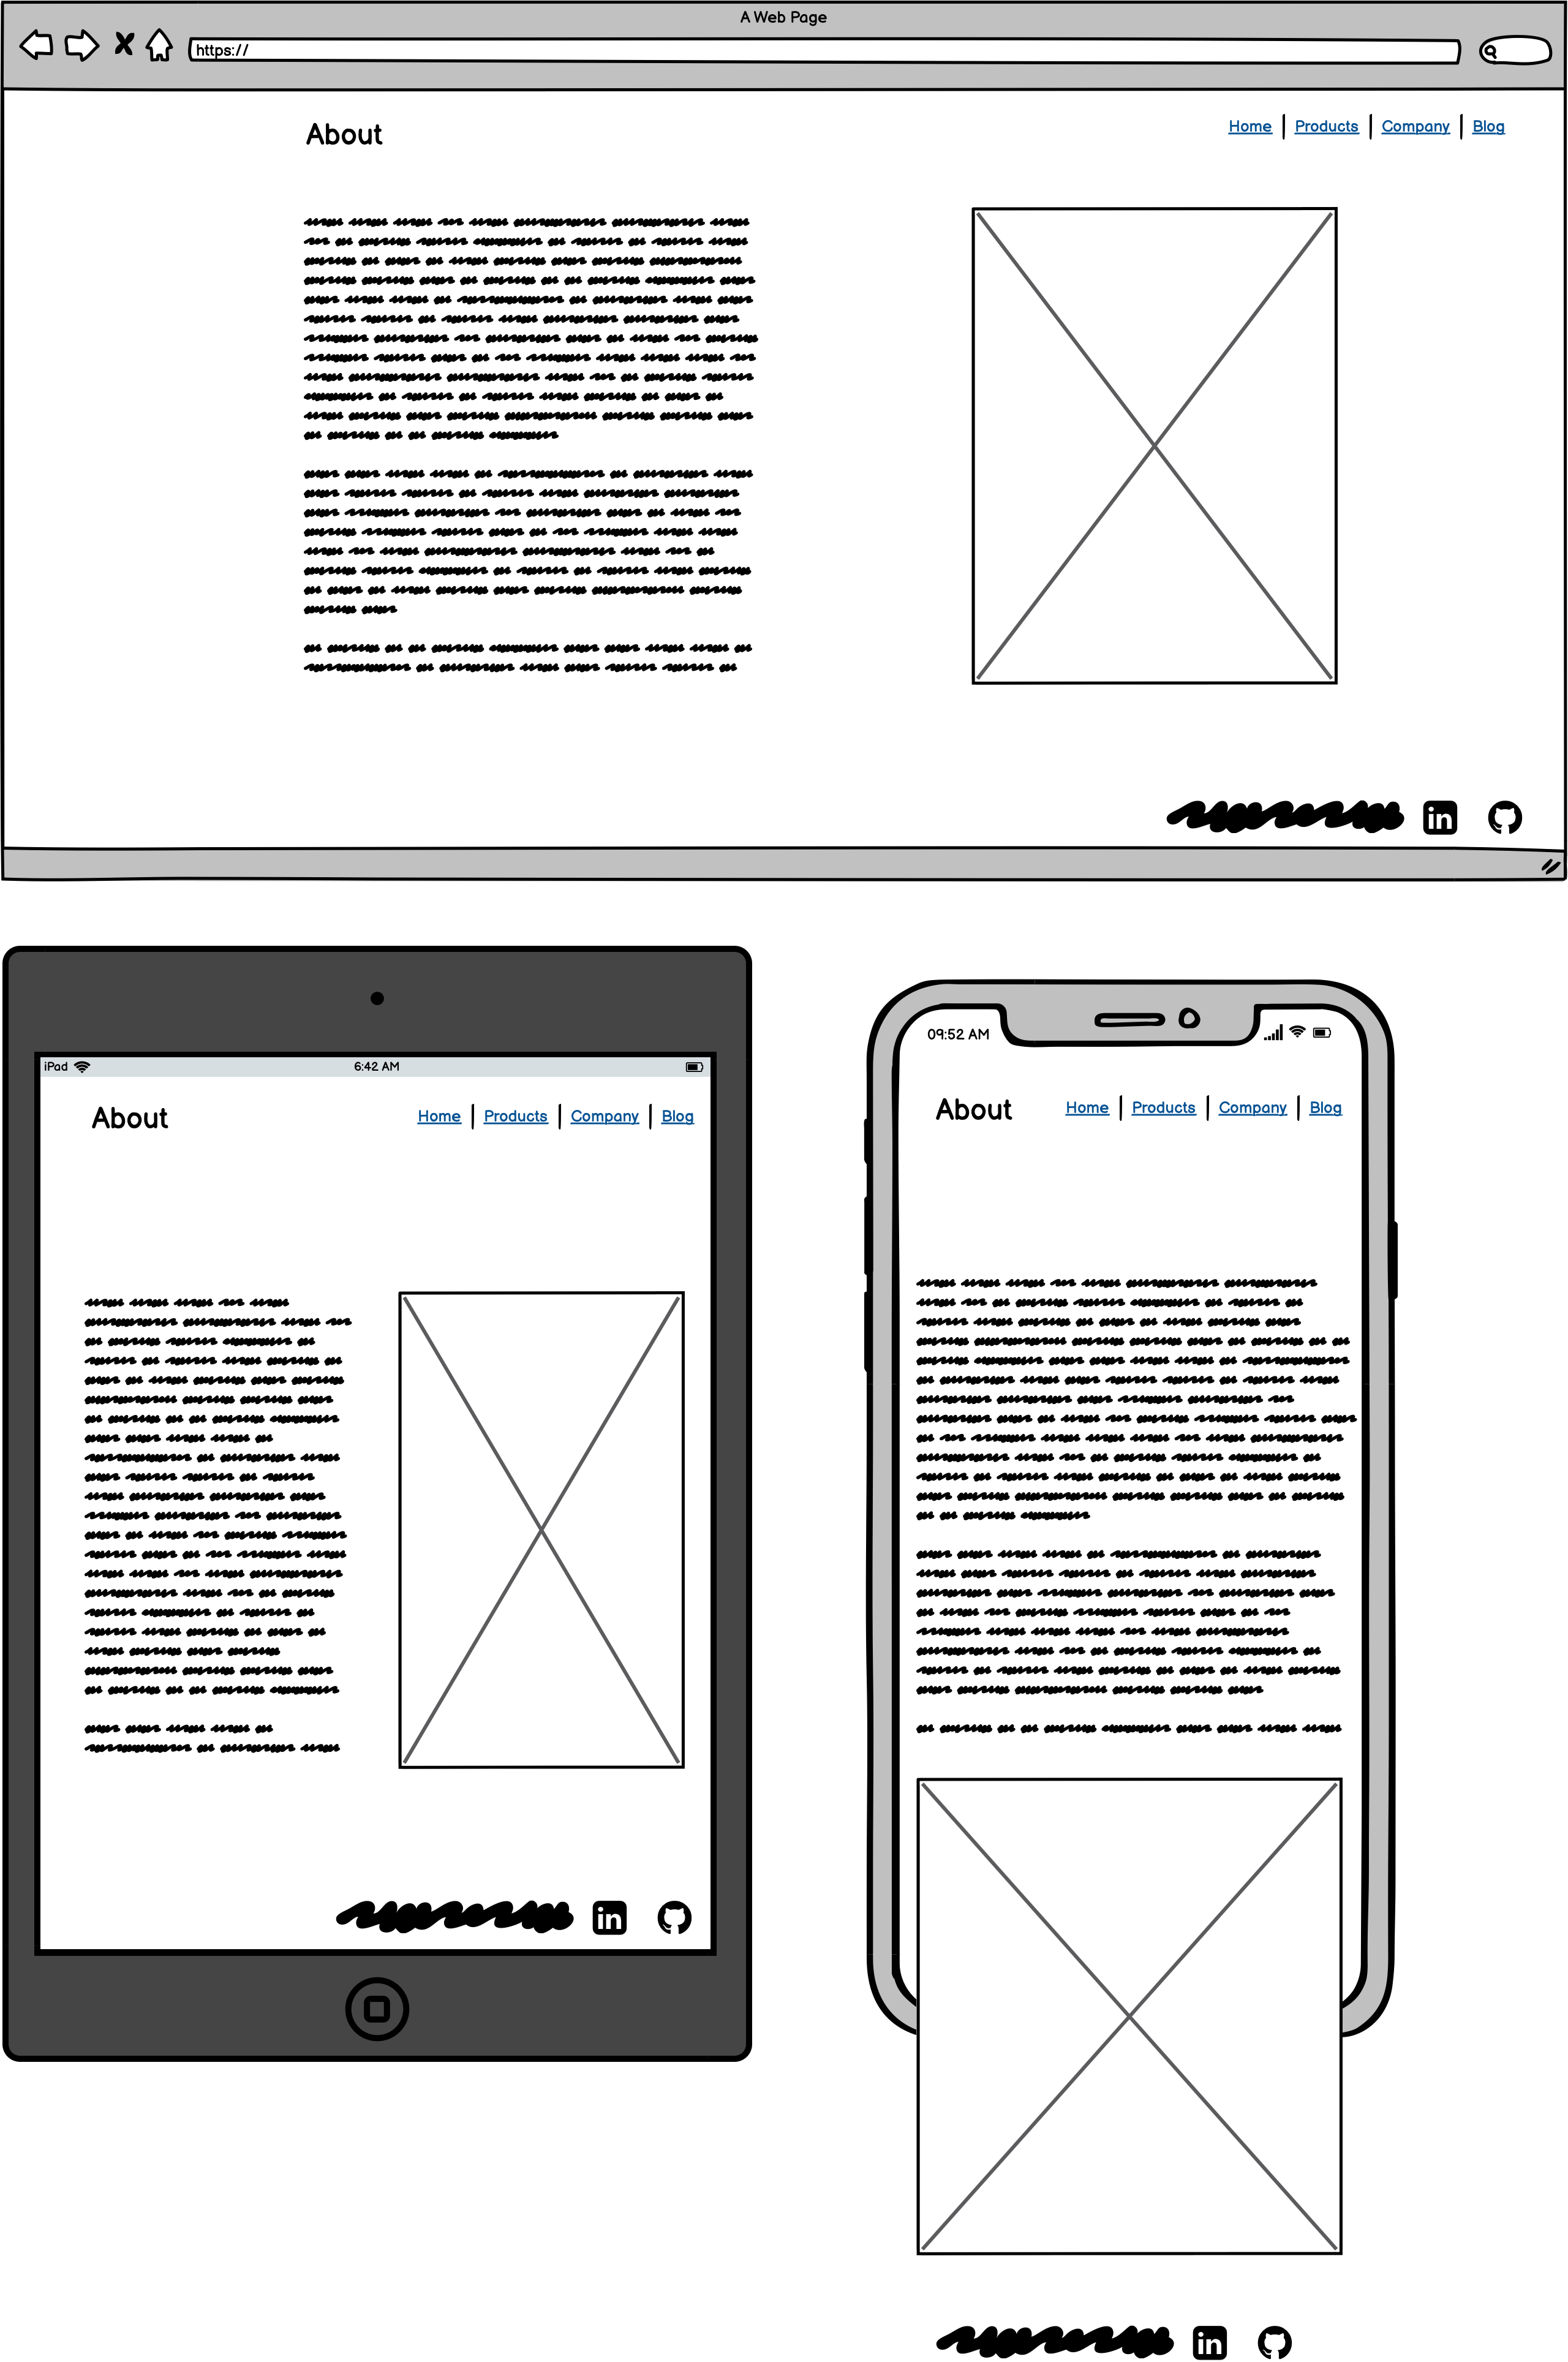 A Web Page
https://
About
Home Products Company Blog
in
iPad 6:42 AM
About
Home Products Company Blog
in
09:52 AM
About
Home Products Company Blog
in